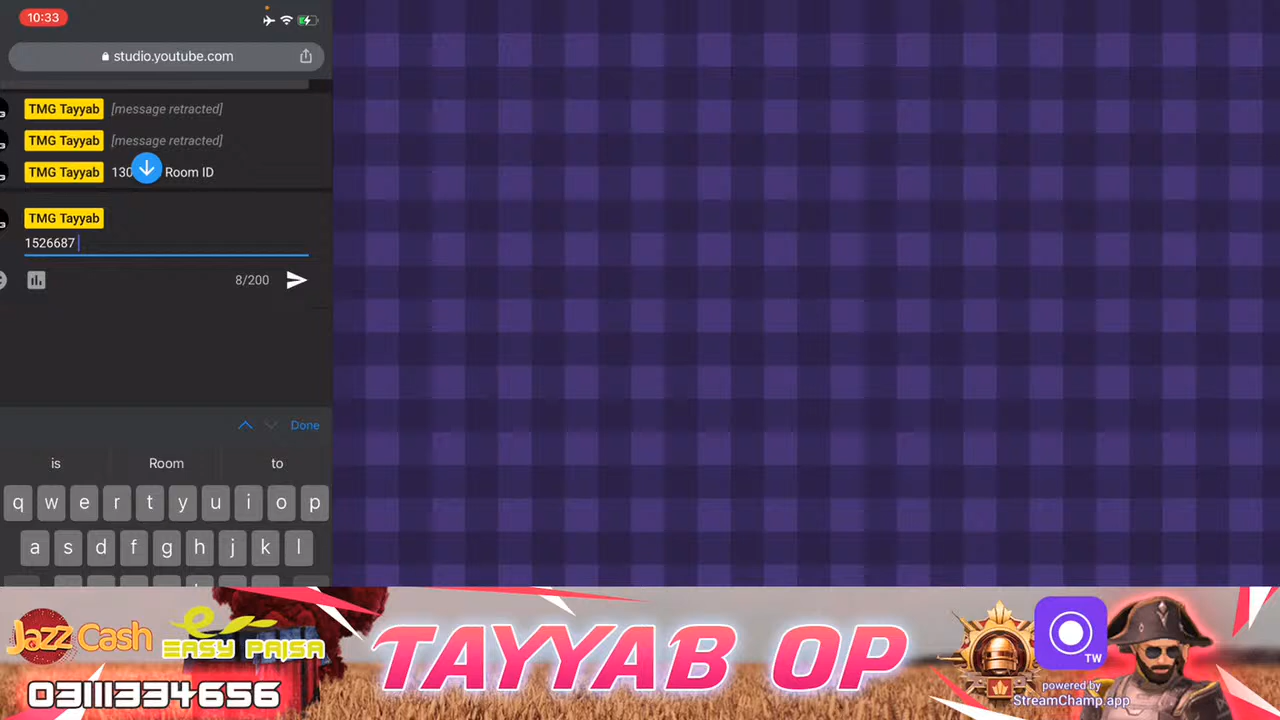 10:33
studio.youtube.com
TMG Tayyab [message retracted]
TMG Tayyab [message retracted]
TMG Tayyab 130 Room ID
TMG Tayyab
1526687
8/200
Done
is Room to
q w e r t y u i o p
a s d f g h j k l
JazzCash
EASY PAISA
03111334656
TAYYAB OP
TW
powered by
StreamChamp.app